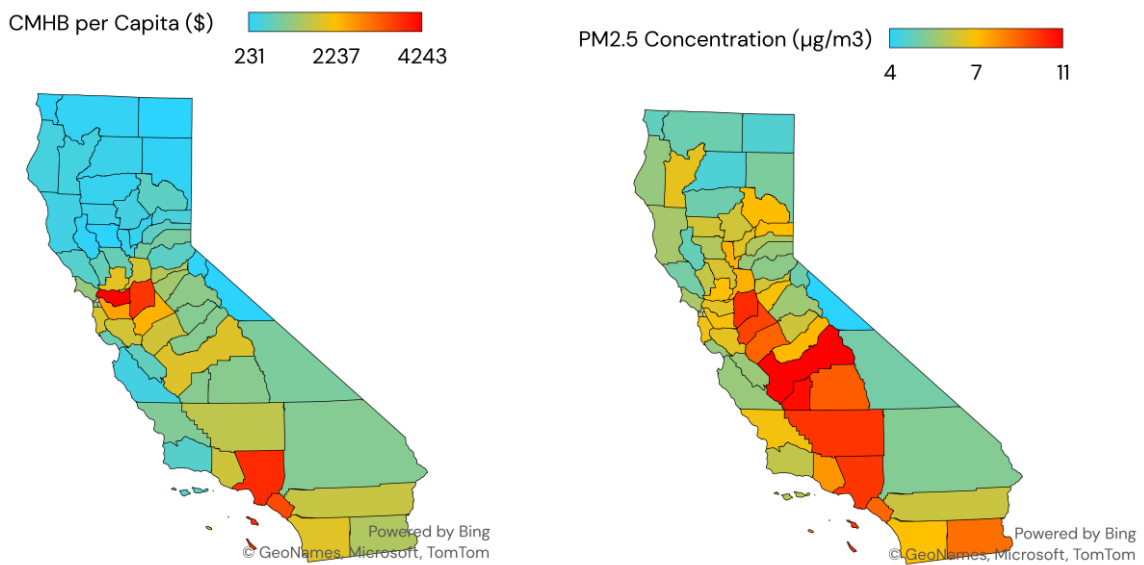 CMHB per Capita ($)
231 2237 4243
PM2.5 Concentration (µg/m3)
4 7 11
Powered by Bing
© GeoNames, Microsoft, TomTom
Powered by Bing
© GeoNames, Microsoft, TomTom